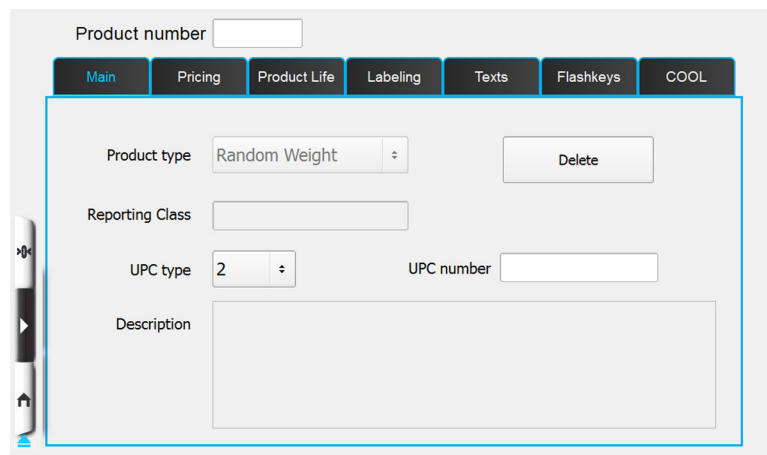 Product number
Main Pricing Product Life Labeling Texts Flashkeys COOL
Product type Random Weight Delete
Reporting Class
>0<
UPC type 2 UPC number
Description